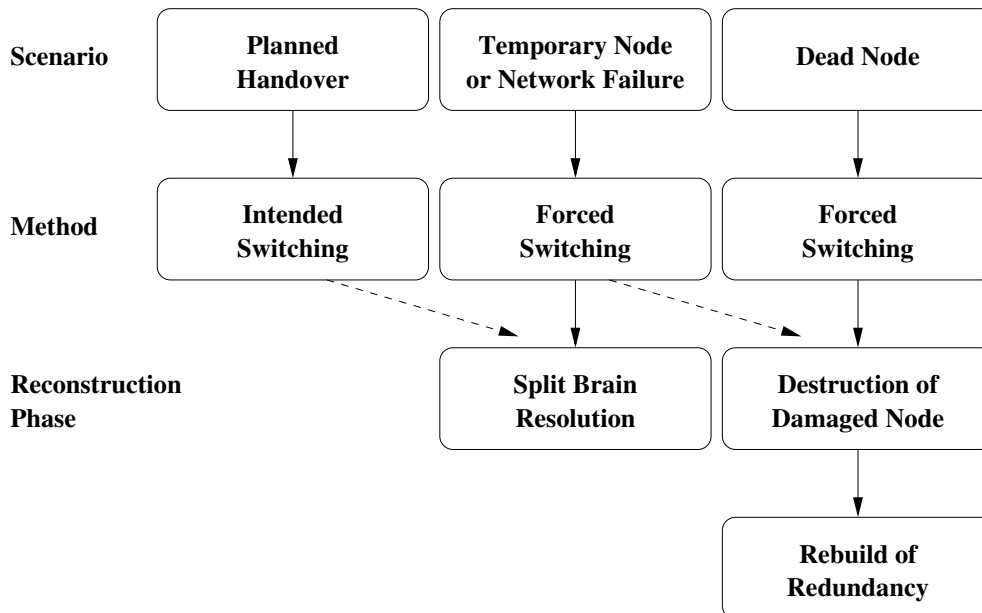 Scenario
Planned
Handover
Temporary Node
or Network Failure
Dead Node
Method
Intended
Switching
Forced
Switching
Forced
Switching
Reconstruction
Phase
Split Brain
Resolution
Destruction of
Damaged Node
Rebuild of
Redundancy